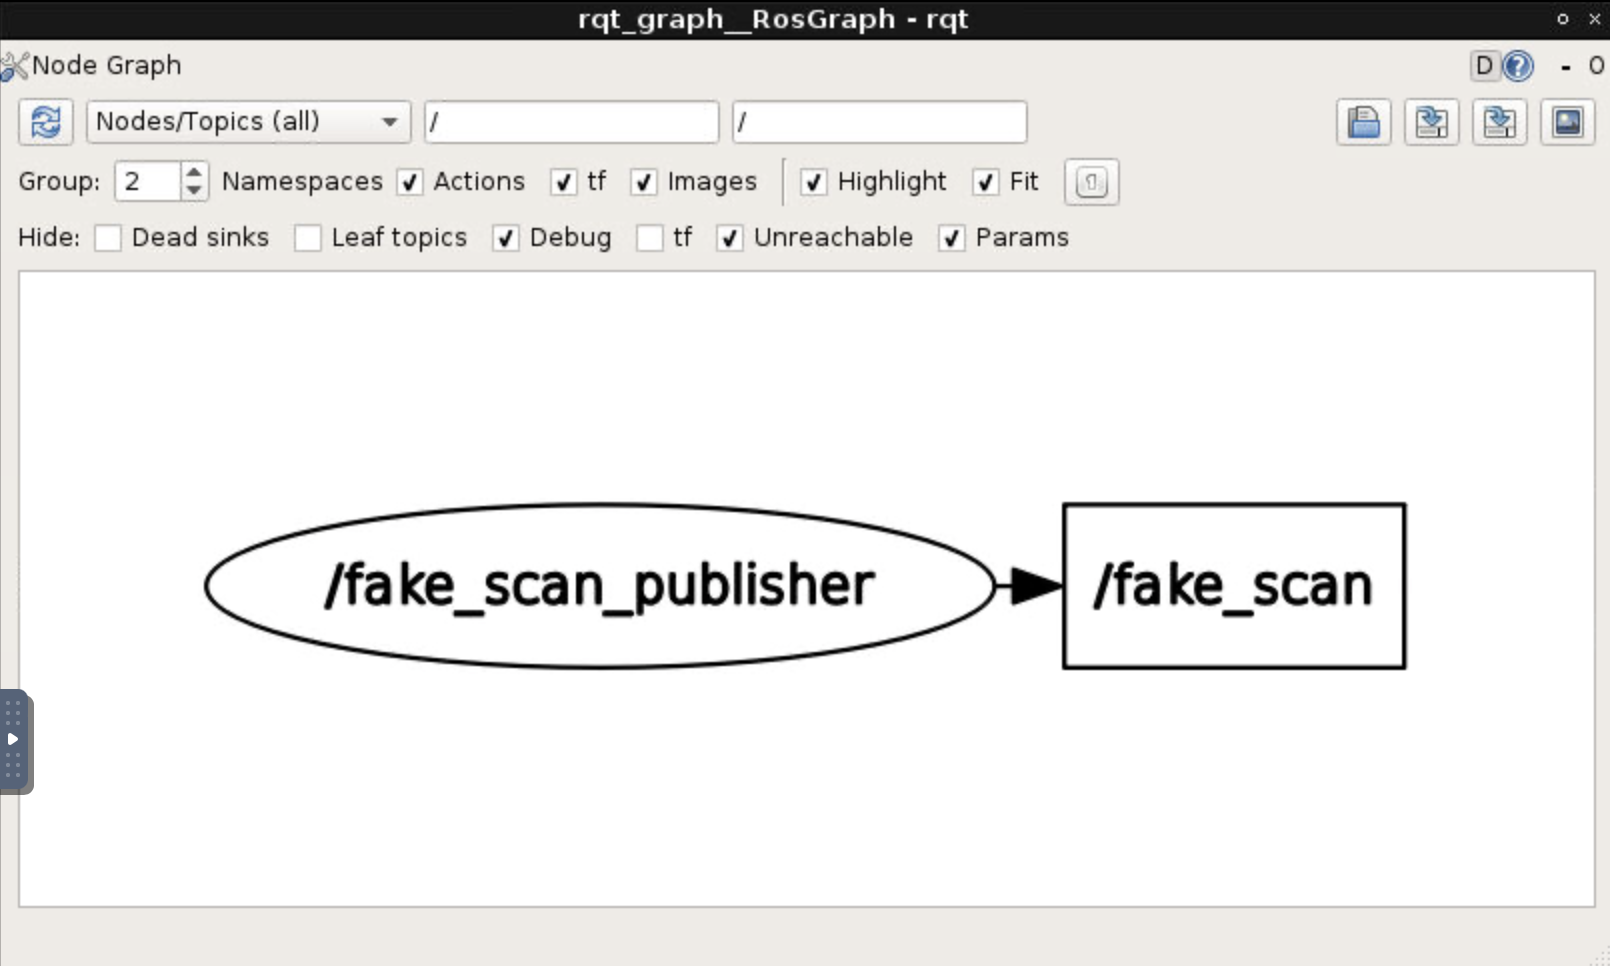 rqt_graph__RosGraph - rqt
Node Graph D ? - O
Nodes/Topics (all) / /
Group: 2 Namespaces Actions tf Images Highlight Fit
Hide: Dead sinks Leaf topics Debug tf Unreachable Params
/fake_scan_publisher /fake_scan